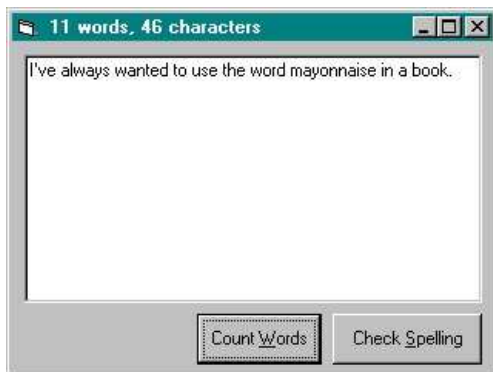 11 words, 46 characters
I've always wanted to use the word mayonnaise in a book.
Count Words
Check Spelling